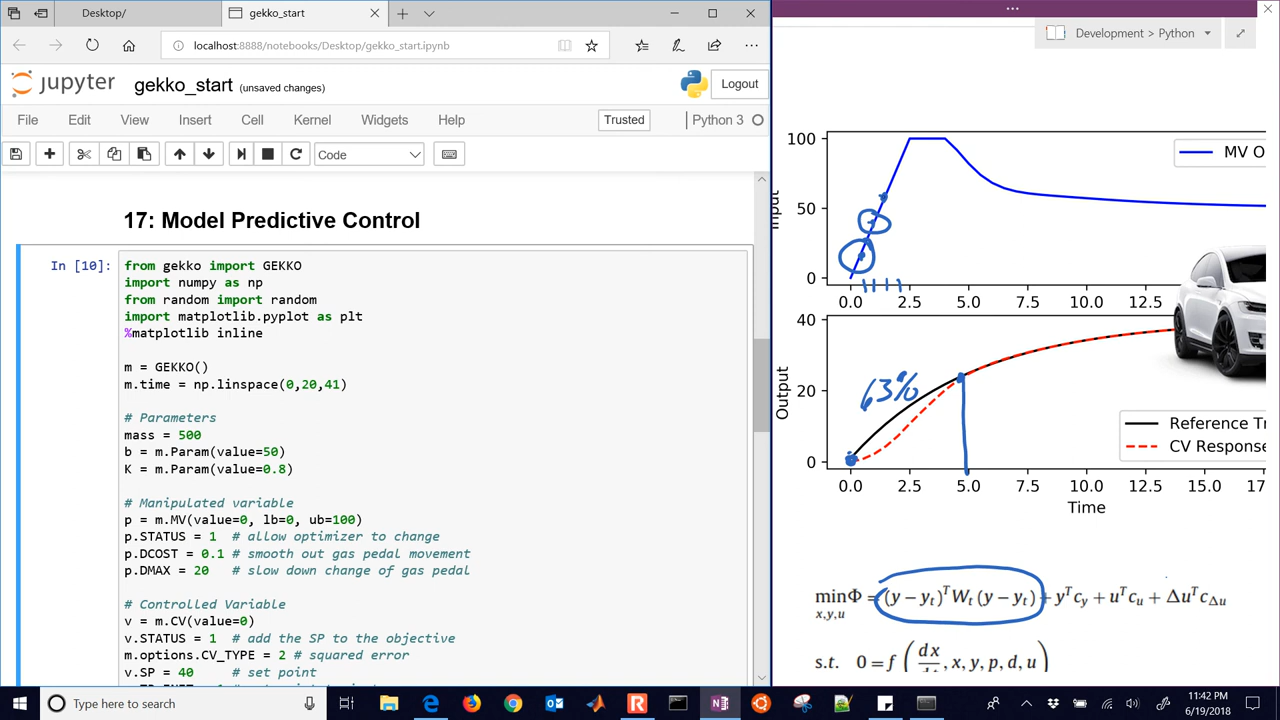 Desktop/
gekko_start
localhost:8888/notebooks/Desktop/gekko_start.ipynb
jupyter
gekko_start (unsaved changes)
Logout
File Edit View Insert Cell Kernel Widgets Help
Trusted
Python 3
Code
17: Model Predictive Control
In [10]:
from gekko import GEKKO
import numpy as np
from random import random
import matplotlib.pyplot as plt
%matplotlib inline
m = GEKKO()
m.time = np.linspace(0,20,41)
# Parameters
mass = 500
b = m.Param(value=50)
K = m.Param(value=0.8)
# Manipulated variable
p = m.MV(value=0, lb=0, ub=100)
p.STATUS = 1 # allow optimizer to change
p.DCOST = 0.1 # smooth out gas pedal movement
p.DMAX = 20 # slow down change of gas pedal
# Controlled Variable
v = m.CV(value=0)
v.STATUS = 1 # add the SP to the objective
m.options.CV_TYPE = 2 # squared error
v.SP = 40 # set point
Development > Python
100
50
0
Input
MV O
0.0 2.5 5.0 7.5 10.0 12.5
40
20
0
Output
63%
Reference Tr
CV Response
0.0 2.5 5.0 7.5 10.0 12.5 15.0 17
Time
min Φ = (y − yₜ)ᵀWₜ(y − yₜ) + yᵀc_y + uᵀc_u + Δuᵀc_Δu
x,y,u
s.t. 0 = f (dx/dt, x, y, p, d, u)
Type here to search
11:42 PM
6/19/2018